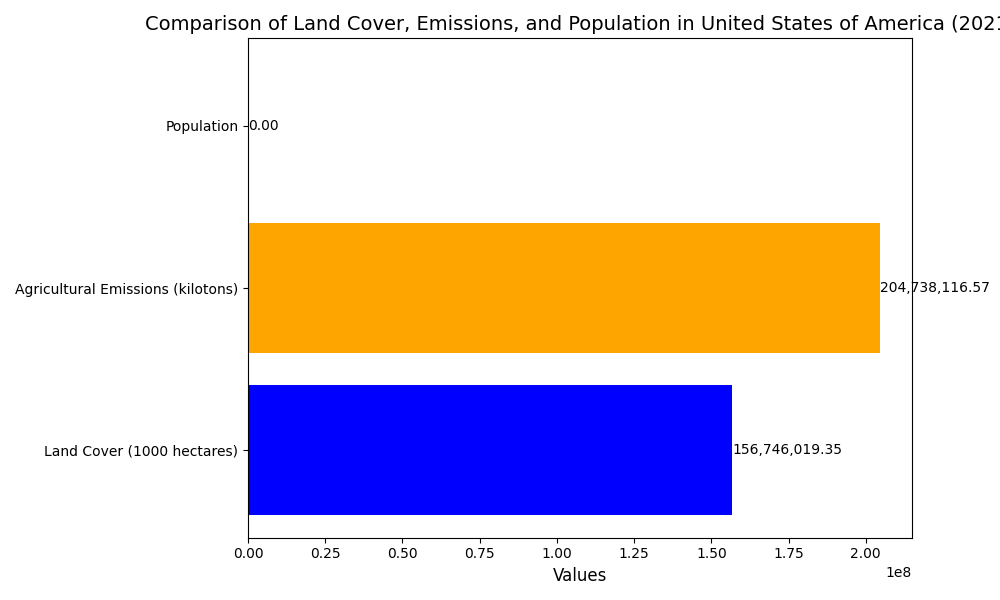 Comparison of Land Cover, Emissions, and Population in United States of America (2021
Population
0.00
Agricultural Emissions (kilotons)
204,738,116.57
Land Cover (1000 hectares)
156,746,019.35
0.00 0.25 0.50 0.75 1.00 1.25 1.50 1.75 2.00
1e8
Values